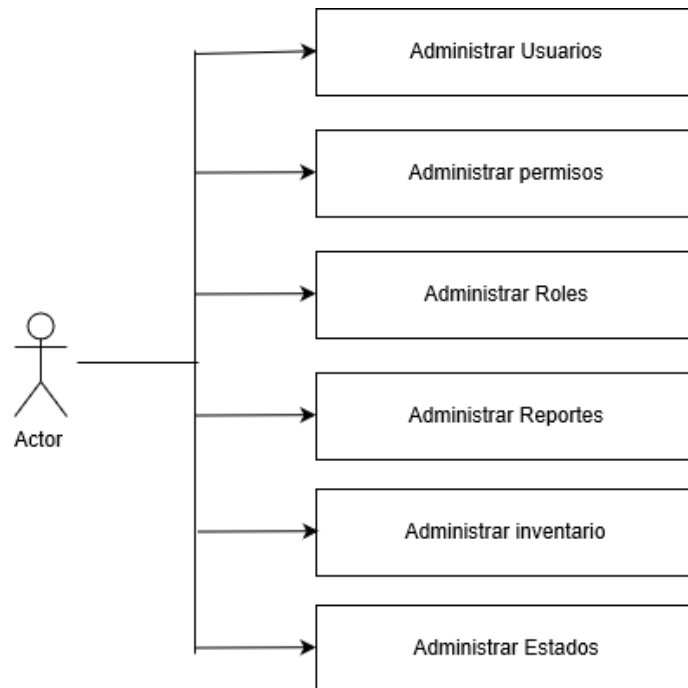 Administrar Usuarios
Administrar permisos
Administrar Roles
Actor
Administrar Reportes
Administrar inventario
Administrar Estados